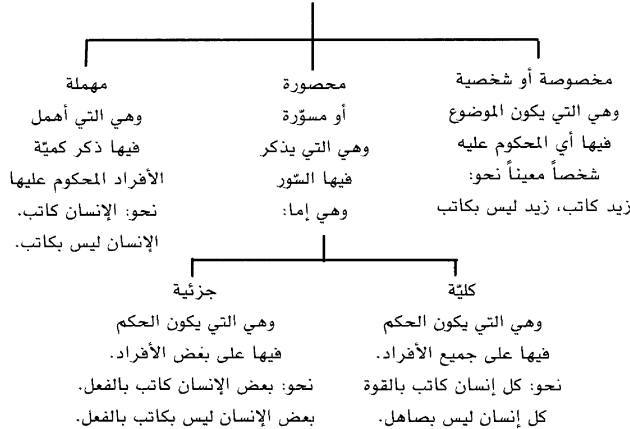 مخصوصة أو شخصية
وهي التي يكون الموضوع
فيها أي المحكوم عليه
شخصاً معيناً نحو:
زيد كاتب، زيد ليس بكاتب
محصورة
أو مسوّرة
وهي التي يذكر
فيها السّور
وهي إما:
مهملة
وهي التي أهمل
فيها ذكر كميّة
الأفراد المحكوم عليها
نحو: الإنسان كاتب.
الإنسان ليس بكاتب.
كليّة
وهي التي يكون الحكم
فيها على جميع الأفراد.
نحو: كل إنسان كاتب بالقوة
كل إنسان ليس بصاهل.
جزئية
وهي التي يكون الحكم
فيها على بعض الأفراد.
نحو: بعض الإنسان كاتب بالفعل.
بعض الإنسان ليس بكاتب بالفعل.